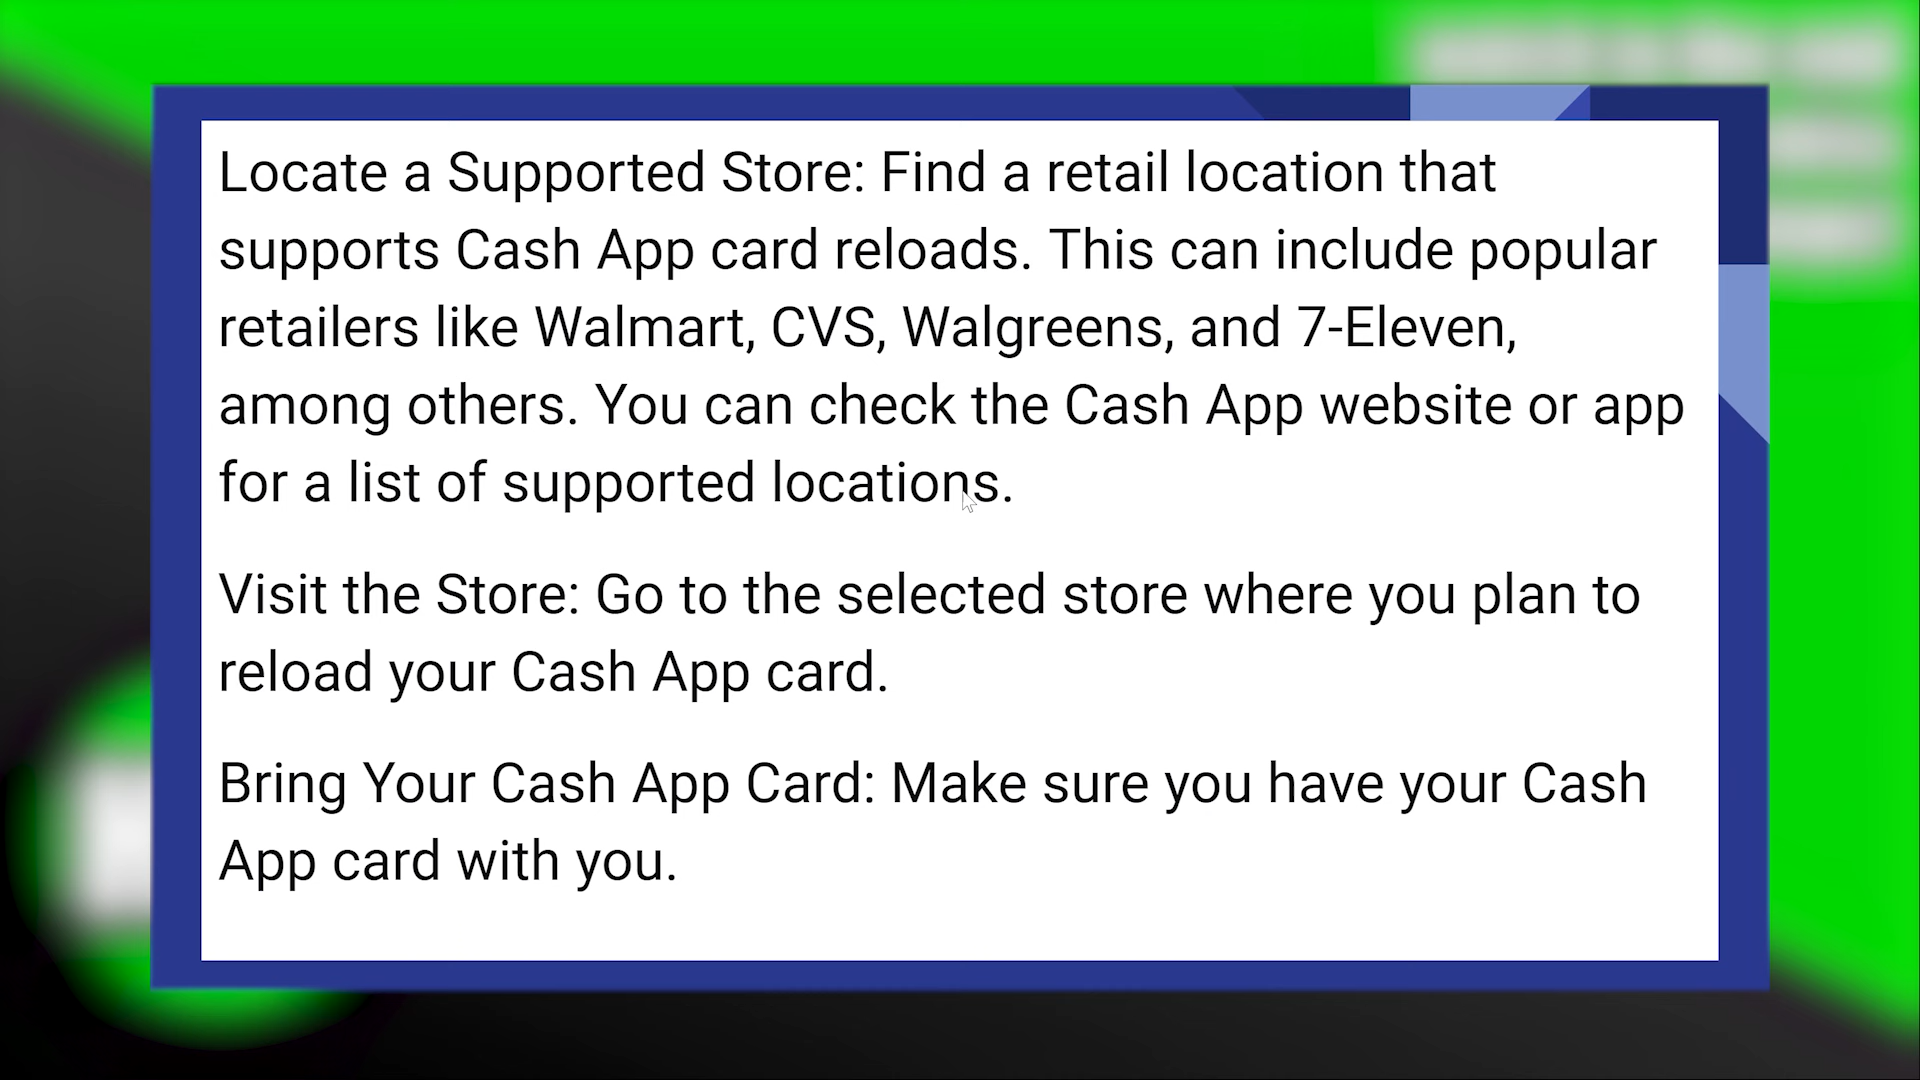 Locate a Supported Store: Find a retail location that
supports Cash App card reloads. This can include popular
retailers like Walmart, CVS, Walgreens, and 7-Eleven,
among others. You can check the Cash App website or app
for a list of supported locations.
Visit the Store: Go to the selected store where you plan to
reload your Cash App card.
Bring Your Cash App Card: Make sure you have your Cash
App card with you.